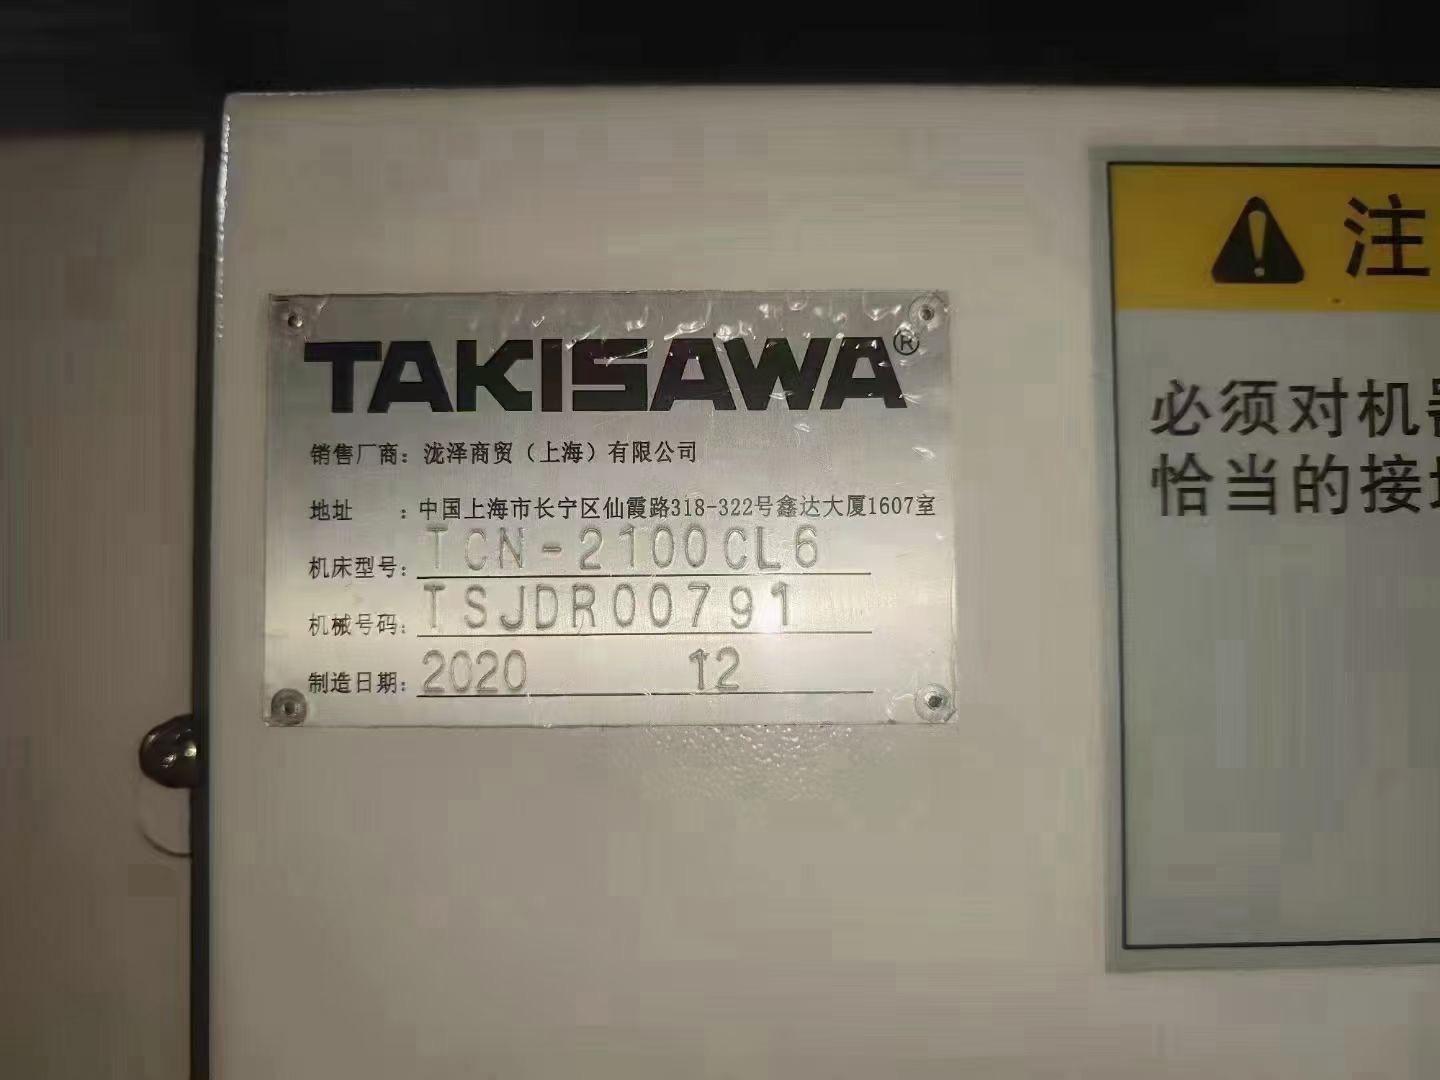 TAKISAWA®
销售厂商：泷泽商贸（上海）有限公司
地址 ：中国上海市长宁区仙霞路318-322号鑫达大厦1607室
机床型号：TCN-2100CL6
机械号码：TSJDR00791
制造日期：2020 12
注
必须对机器
恰当的接地